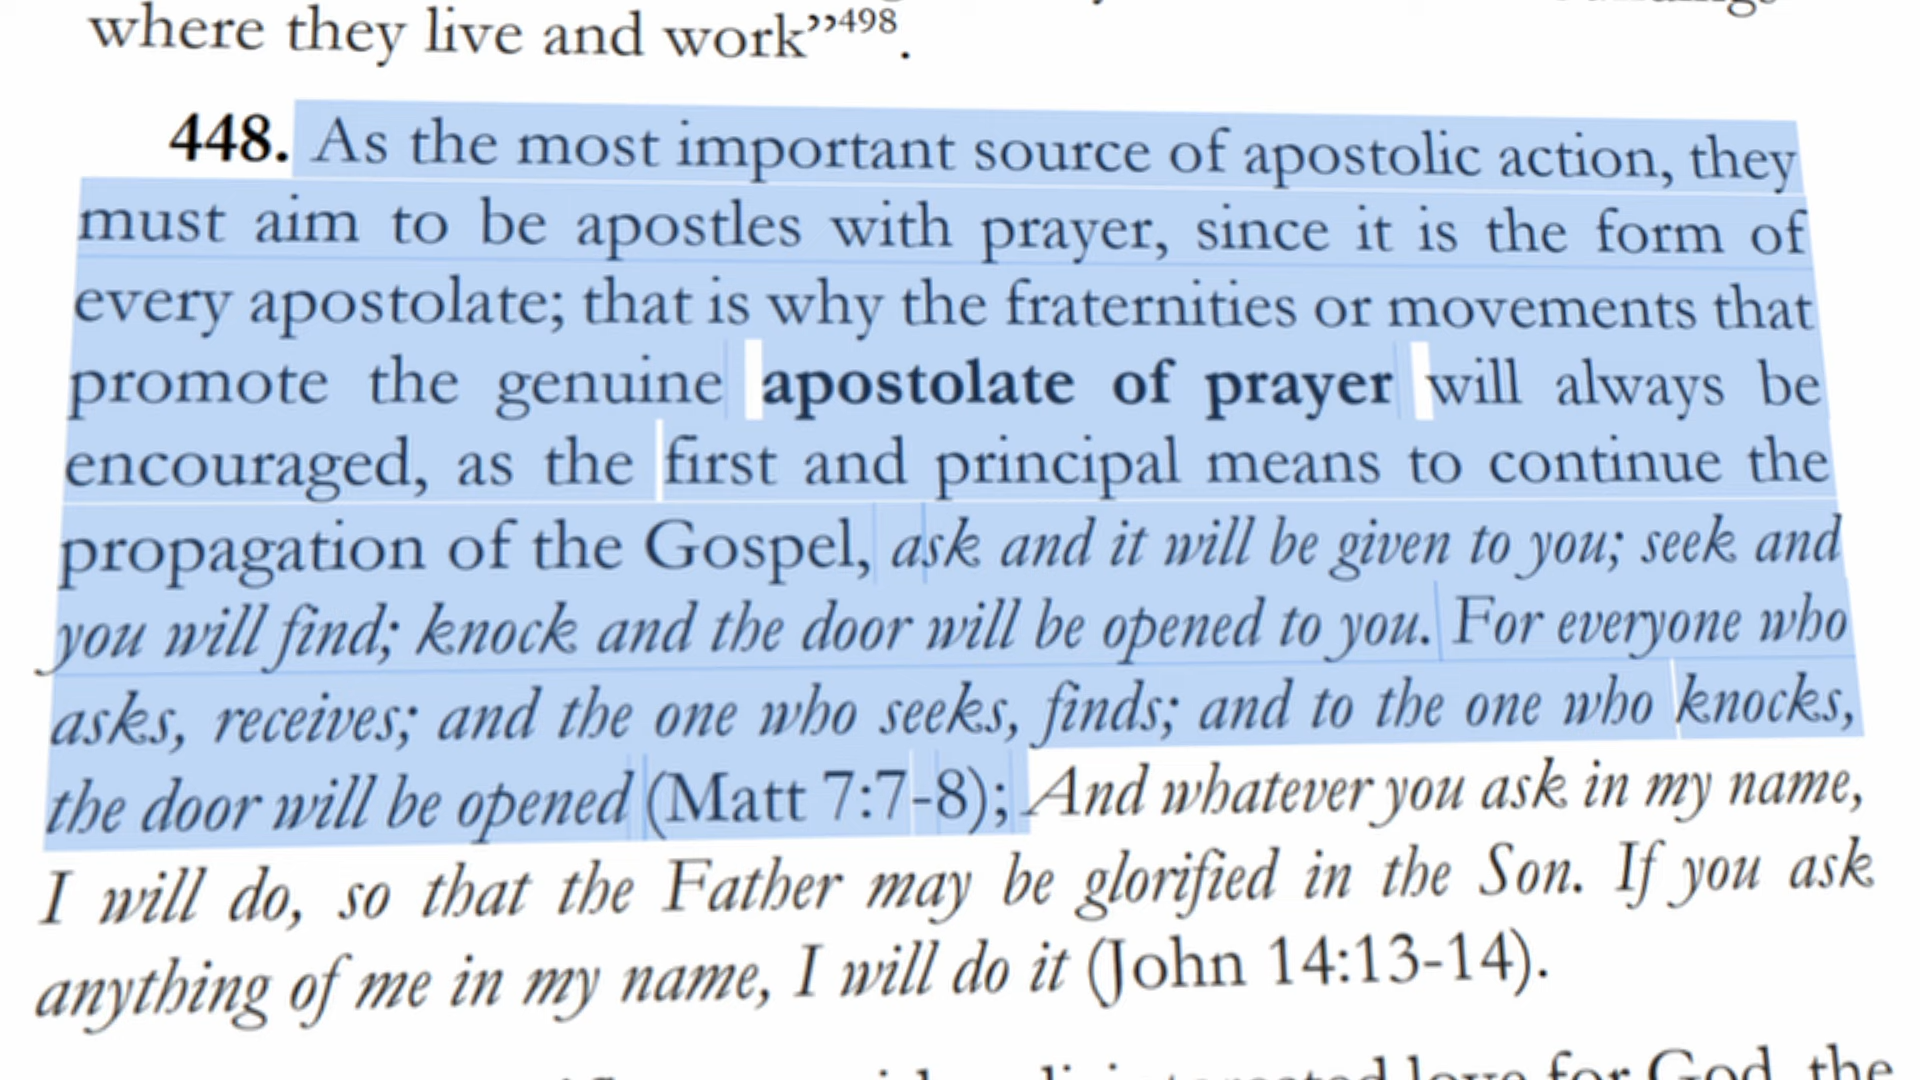 where they live and work”498.
448. As the most important source of apostolic action, they
must aim to be apostles with prayer, since it is the form of
every apostolate; that is why the fraternities or movements that
promote the genuine apostolate of prayer will always be
encouraged, as the first and principal means to continue the
propagation of the Gospel, ask and it will be given to you; seek and
you will find; knock and the door will be opened to you. For everyone who
asks, receives; and the one who seeks, finds; and to the one who knocks,
the door will be opened (Matt 7:7-8); And whatever you ask in my name,
I will do, so that the Father may be glorified in the Son. If you ask
anything of me in my name, I will do it (John 14:13-14).
love for God, the